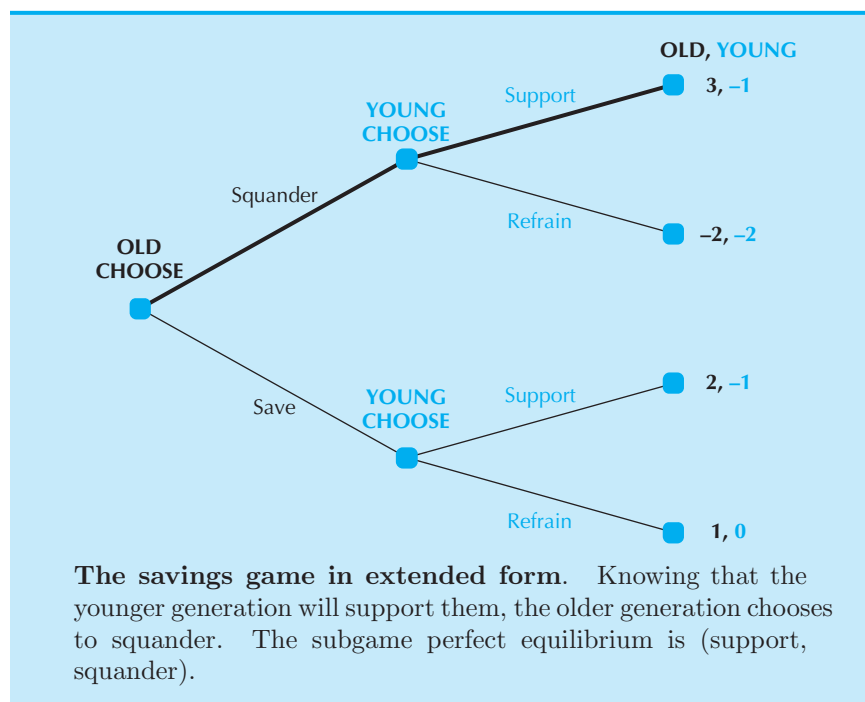 OLD, YOUNG
Support
3, –1
YOUNG
CHOOSE
Squander
Refrain
–2, –2
OLD
CHOOSE
Save
YOUNG
CHOOSE
Support
2, –1
Refrain
1, 0
The savings game in extended form. Knowing that the
younger generation will support them, the older generation chooses
to squander. The subgame perfect equilibrium is (support,
squander).